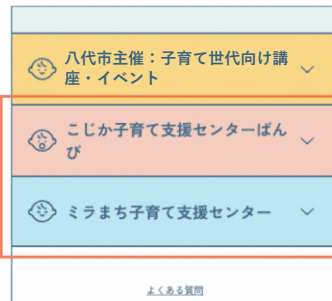 八代市主催：子育て世代向け講
座・イベント
こじか子育て支援センターばん
び
ミラまち子育て支援センター
よくある質問